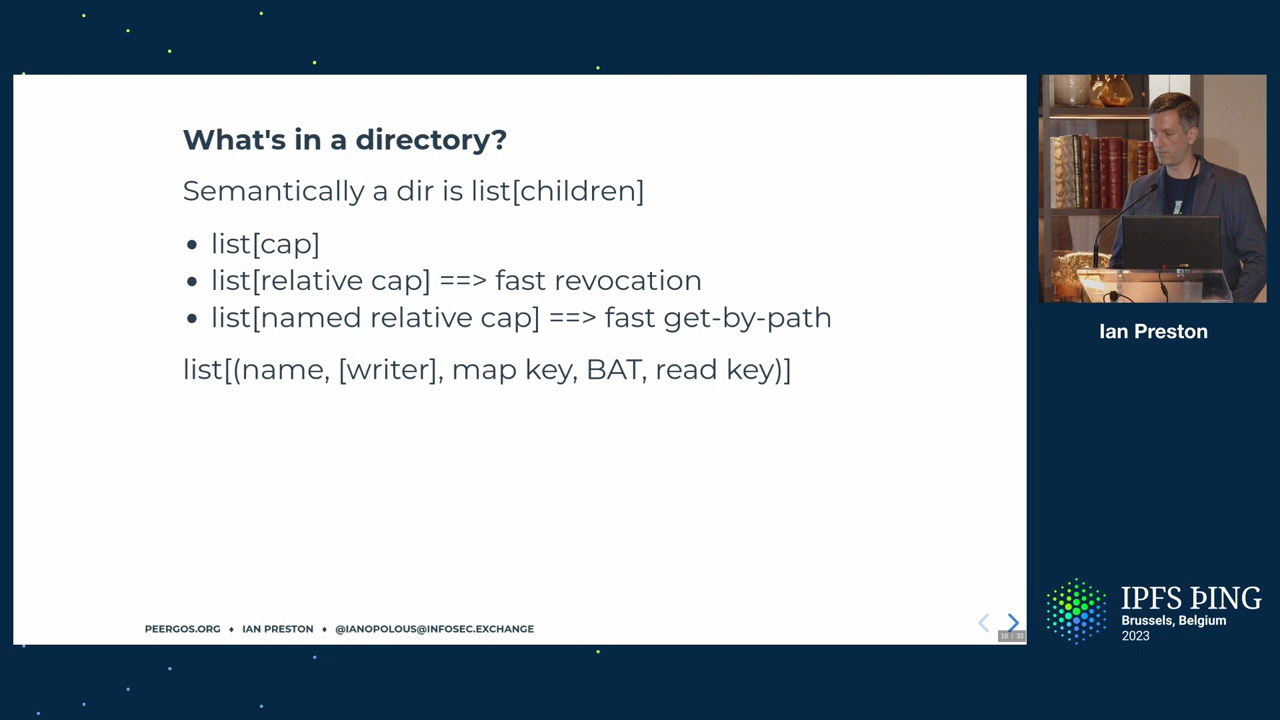 What's in a directory?
Semantically a dir is list[children]
• list[cap]
• list[relative cap] ==> fast revocation
• list[named relative cap] ==> fast get-by-path
list[(name, [writer], map key, BAT, read key)]
PEERGOS.ORG ♦ IAN PRESTON ♦ @IANOPOLOUS@INFOSEC.EXCHANGE
Ian Preston
IPFS ÞING
Brussels, Belgium
2023